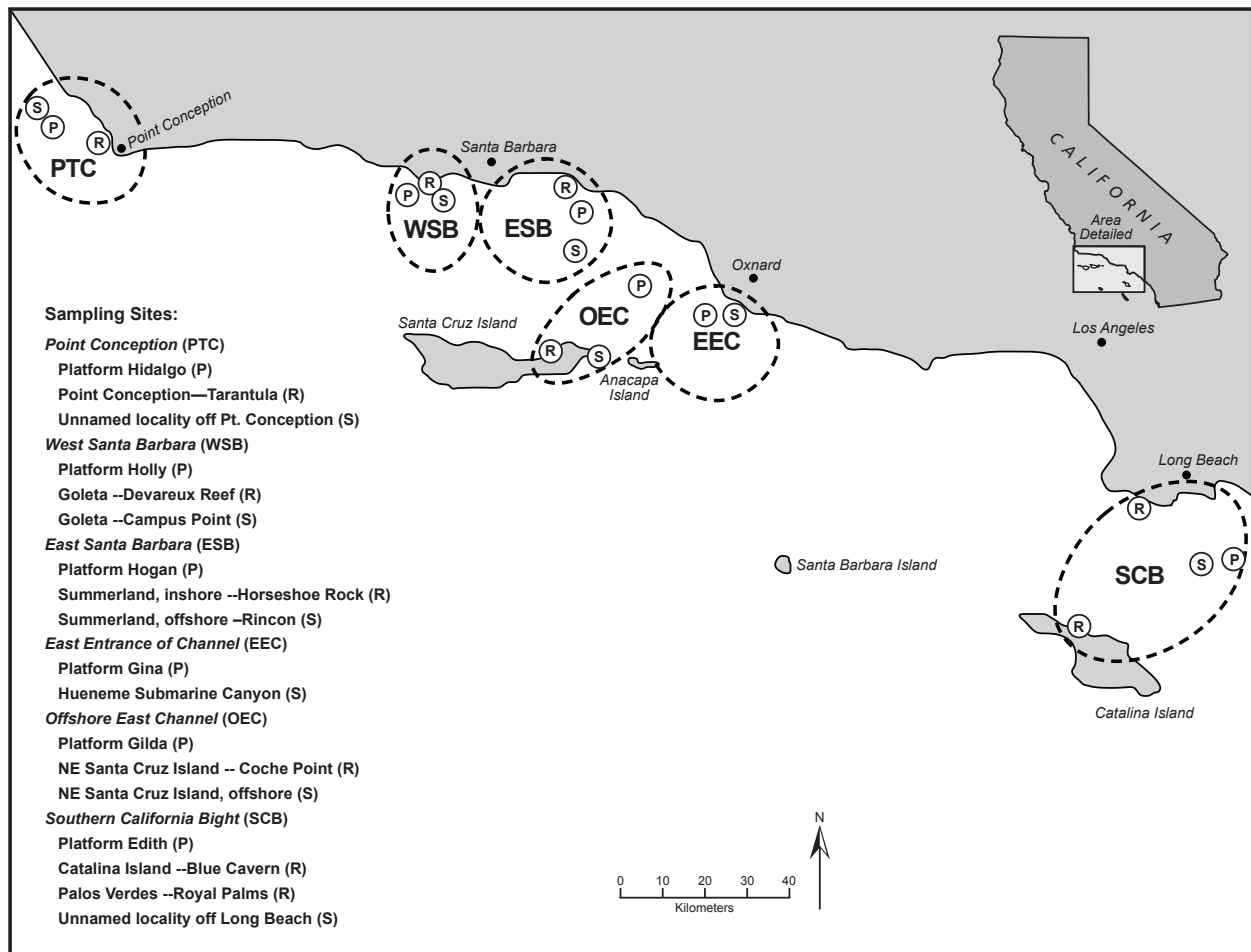 S
P
R
Point Conception
PTC
Santa Barbara
P
R
S
WSB
R
P
S
ESB
CALIFORNIA
Area
Detailed
Oxnard
Los Angeles
P
OEC
R
S
Santa Cruz Island
Anacapa
Island
P
S
EEC
Sampling Sites:
Point Conception (PTC)
Platform Hidalgo (P)
Point Conception—Tarantula (R)
Unnamed locality off Pt. Conception (S)
West Santa Barbara (WSB)
Platform Holly (P)
Goleta --Devareux Reef (R)
Goleta --Campus Point (S)
East Santa Barbara (ESB)
Platform Hogan (P)
Summerland, inshore --Horseshoe Rock (R)
Summerland, offshore –Rincon (S)
East Entrance of Channel (EEC)
Platform Gina (P)
Hueneme Submarine Canyon (S)
Offshore East Channel (OEC)
Platform Gilda (P)
NE Santa Cruz Island -- Coche Point (R)
NE Santa Cruz Island, offshore (S)
Southern California Bight (SCB)
Platform Edith (P)
Catalina Island --Blue Cavern (R)
Palos Verdes --Royal Palms (R)
Unnamed locality off Long Beach (S)
Long Beach
R
S
P
SCB
R
Santa Barbara Island
Catalina Island
N
0 10 20 30 40
Kilometers